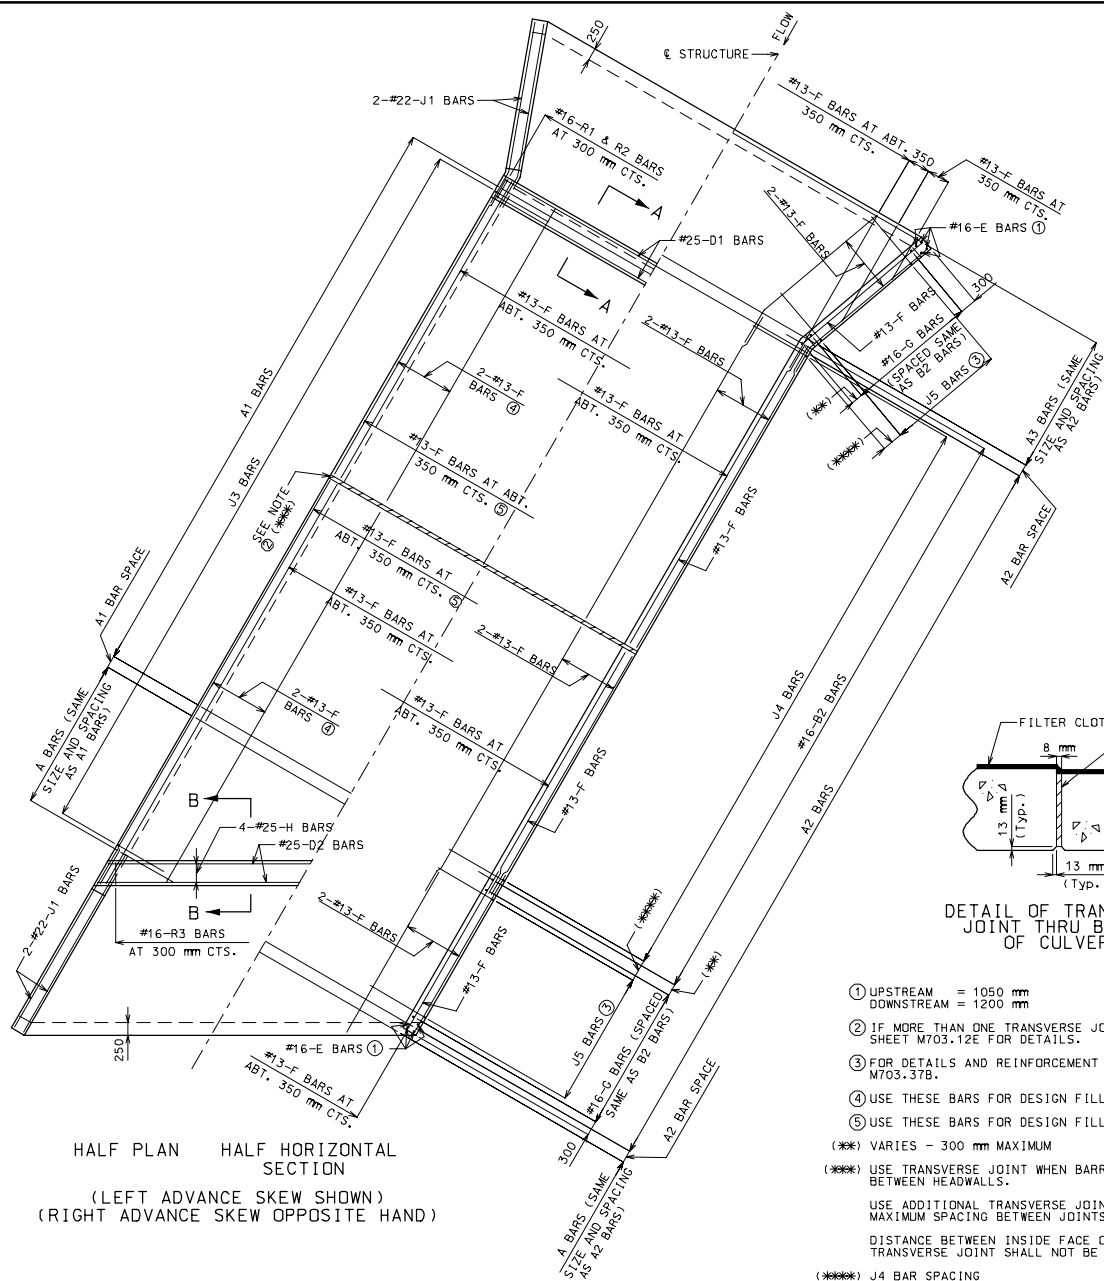 250
FLOW
℄ STRUCTURE
2-#22-J1 BARS
#16-R1 & R2 BARS
AT 300 mm CTS.
A
#13-F BARS AT ABT. 350
350 mm CTS.
#13-F BARS AT
350 mm CTS.
2-#13-F
BARS
#16-E BARS ①
#25-D1 BARS
A
300
#13-F BARS
#16-G BARS
(SPACED SAME
AS B2 BARS)
J5 BARS ③
(**)
(****)
A3 BARS (SAME
SIZE AND SPACING
AS A2 BARS)
A2 BAR SPACE
#13-F BARS AT
ABT. 350 mm CTS.
2-#13-F BARS
2-#13-F
BARS ④
#13-F BARS AT
ABT. 350 mm CTS.
A1 BARS
J3 BARS
#13-F BARS AT ABT.
350 mm CTS. ⑤
SEE NOTE
② (***)
#13-F BARS
#13-F BARS AT
ABT. 350 mm CTS. ⑤
A1 BAR SPACE
#13-F BARS AT
ABT. 350 mm CTS.
2-#13-F BARS
A BARS (SAME
SIZE AND SPACING
AS A1 BARS)
2-#13-F
BARS ④
#13-F BARS AT
ABT. 350 mm CTS.
J4 BARS
#16-B2 BARS
A2 BARS
#13-F BARS
B
4-#25-H BARS
#25-D2 BARS
B
2-#22-J1 BARS
#16-R3 BARS
AT 300 mm CTS.
2-#13-F BARS
#13-F BARS
(****)
(**)
J5 BARS ③
#16-G BARS (SPACED
SAME AS B2 BARS)
A2 BAR SPACE
250
#16-E BARS ①
#13-F BARS AT
ABT. 350 mm CTS.
300
A BARS (SAME
SIZE AND SPACING
AS A2 BARS)
HALF PLAN HALF HORIZONTAL
SECTION
(LEFT ADVANCE SKEW SHOWN)
(RIGHT ADVANCE SKEW OPPOSITE HAND)
FILTER CLOT
8 mm
13 mm
(Typ.)
13 mm
(Typ.
DETAIL OF TRAN
JOINT THRU B
OF CULVER
① UPSTREAM = 1050 mm
DOWNSTREAM = 1200 mm
② IF MORE THAN ONE TRANSVERSE JO
SHEET M703.12E FOR DETAILS.
③ FOR DETAILS AND REINFORCEMENT
M703.37B.
④ USE THESE BARS FOR DESIGN FILL
⑤ USE THESE BARS FOR DESIGN FILL
(**) VARIES - 300 mm MAXIMUM
(***) USE TRANSVERSE JOINT WHEN BARR
BETWEEN HEADWALLS.
USE ADDITIONAL TRANSVERSE JOIN
MAXIMUM SPACING BETWEEN JOINTS
DISTANCE BETWEEN INSIDE FACE O
TRANSVERSE JOINT SHALL NOT BE
(****) J4 BAR SPACING